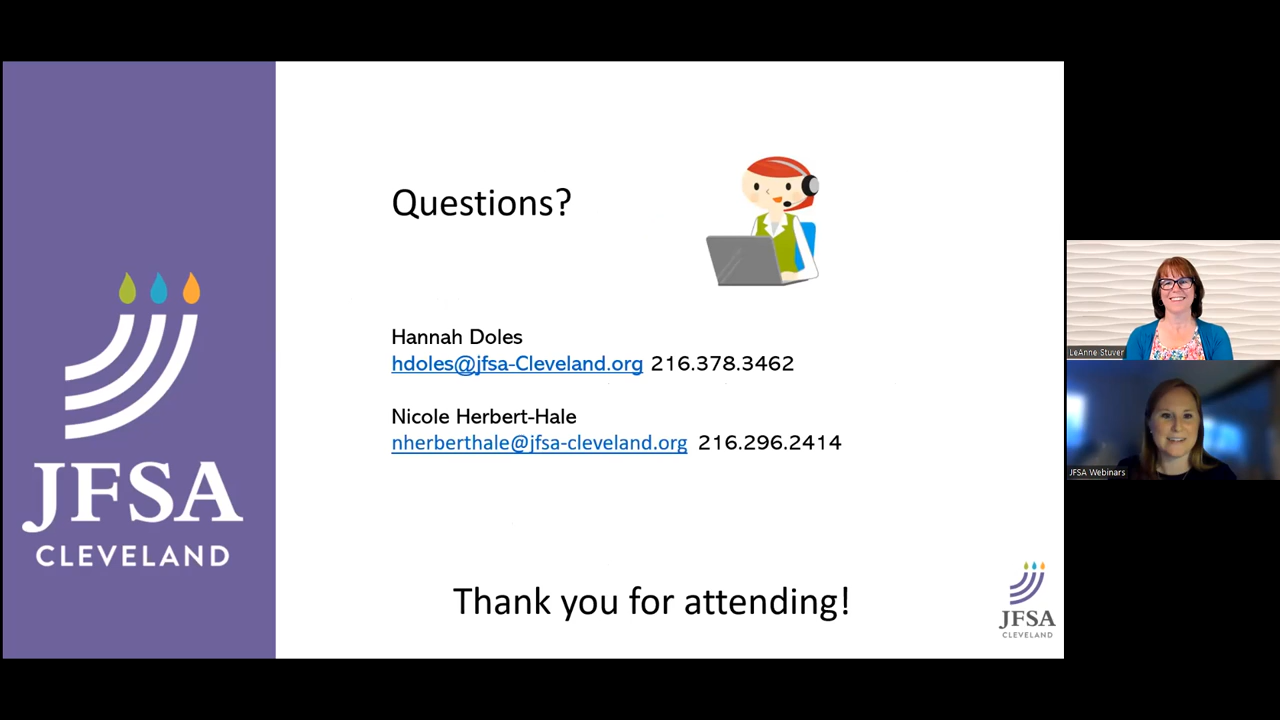 JFSA
CLEVELAND
Questions?
Hannah Doles
hdoles@jfsa-Cleveland.org 216.378.3462
Nicole Herbert-Hale
nherberthale@jfsa-cleveland.org 216.296.2414
Thank you for attending!
JFSA
CLEVELAND
LeAnne Stuver
JFSA Webinars